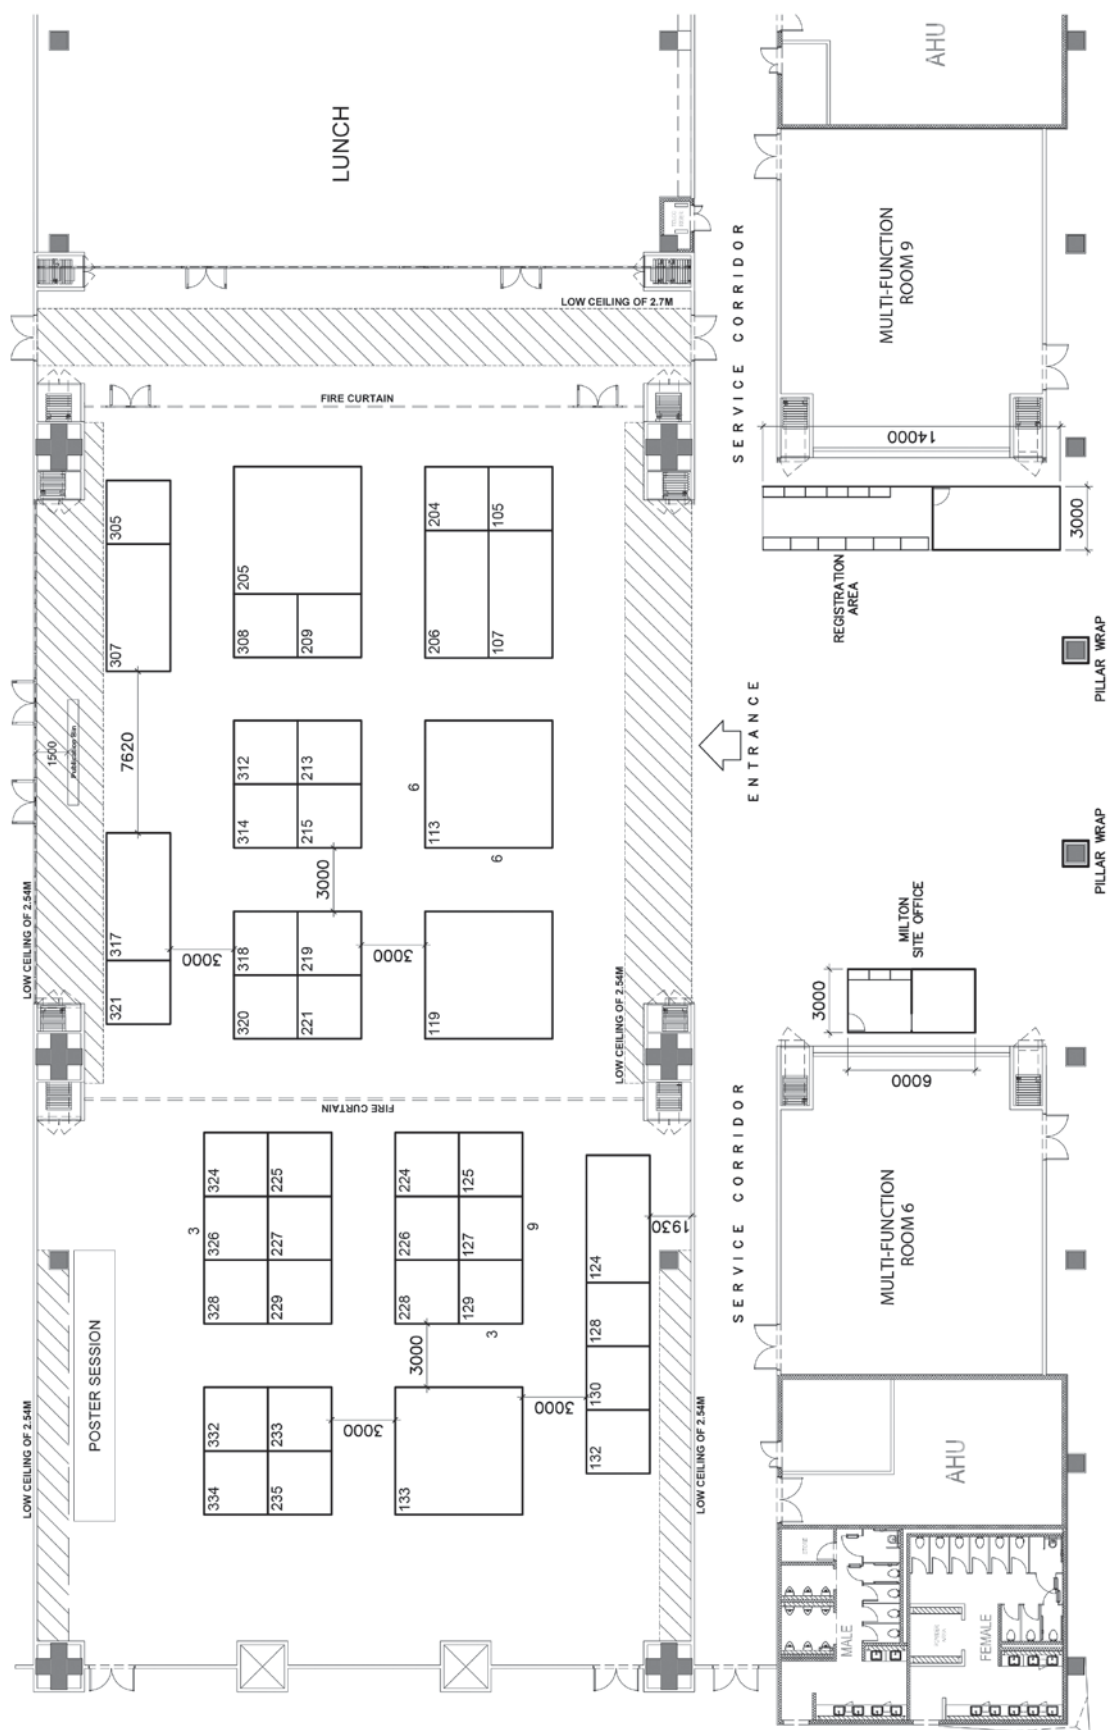 AHU
LUNCH
MULTI-FUNCTION
ROOM 9
SERVICE CORRIDOR
LOW CEILING OF 2.7M
FIRE CURTAIN
14000
305
204
105
3000
205
307
REGISTRATION
AREA
308
209
206
107
PILLAR WRAP
1500
7620
312
213
ENTRANCE
6
314
215
113
6
3000
PILLAR WRAP
LOW CEILING OF 2.54M
MILTON
SITE OFFICE
317
3000
318
219
3000
3000
321
320
221
119
LOW CEILING OF 2.54M
6000
FIRE CURTAIN
SERVICE CORRIDOR
324
225
224
125
3
326
227
226
127
9
1930
MULTI-FUNCTION
ROOM 6
124
328
229
228
129
3
128
POSTER SESSION
3000
130
332
233
3000
3000
132
LOW CEILING OF 2.54M
334
235
133
LOW CEILING OF 2.54M
AHU
MALE
FEMALE